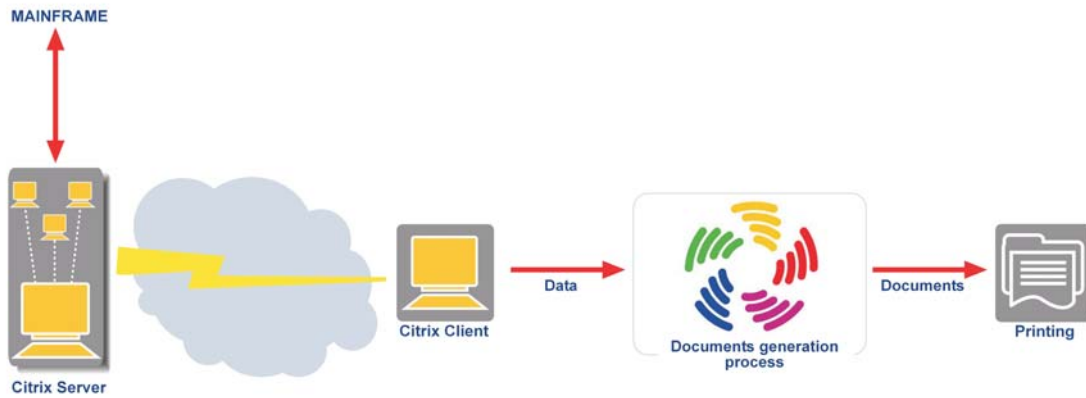 MAINFRAME
Citrix Server
Citrix Client
Data
Documents generation
process
Documents
Printing